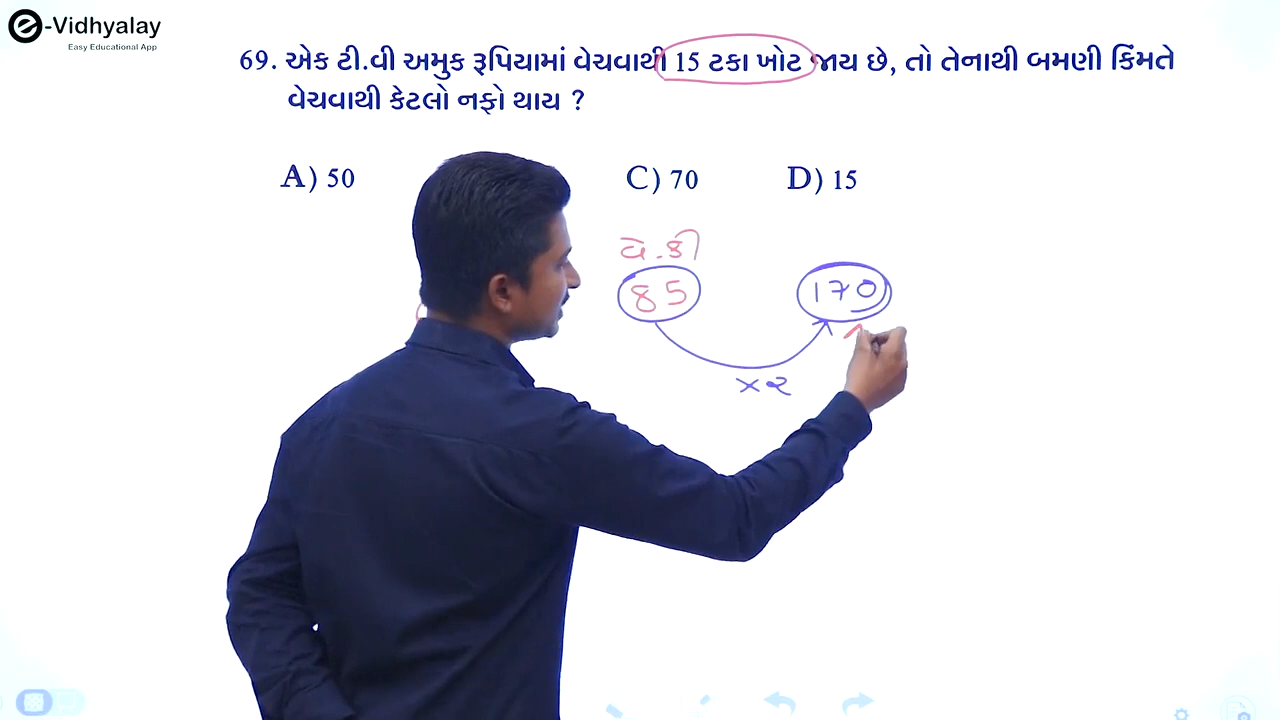 e-Vidhyalay
Easy Educational App
69. એક ટી.વી અમુક રૂપિયામાં વેચવાથી 15 ટકા ખોટ જાય છે, તો તેનાથી બમણી કિંમતે
વેચવાથી કેટલો નફો થાય ?
A) 50 C) 70 D) 15
વે.કી
85 170
×૨